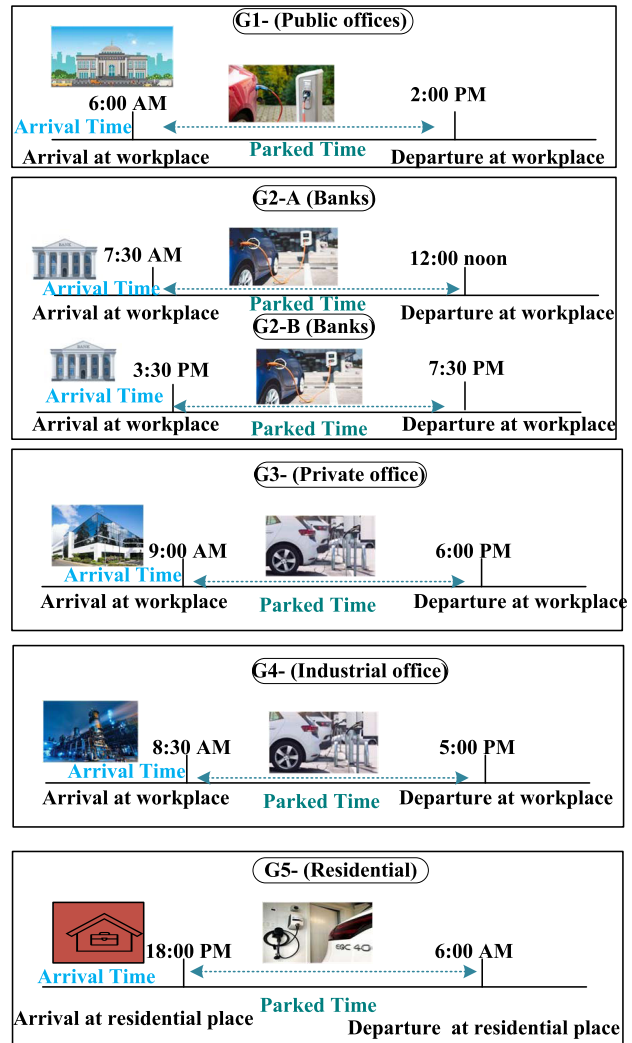 G1- (Public offices)
6:00 AM
2:00 PM
Arrival Time
Parked Time
Arrival at workplace
Departure at workplace
G2-A (Banks)
BANK
7:30 AM
12:00 noon
Arrival Time
Parked Time
Arrival at workplace
Departure at workplace
G2-B (Banks)
BANK
3:30 PM
7:30 PM
Arrival Time
Arrival at workplace
Parked Time
Departure at workplace
G3- (Private office)
9:00 AM
6:00 PM
Arrival Time
Arrival at workplace
Parked Time
Departure at workplace
G4- (Industrial office)
8:30 AM
5:00 PM
Arrival Time
Arrival at workplace
Parked Time
Departure at workplace
G5- (Residential)
18:00 PM
6:00 AM
Arrival Time
Parked Time
Arrival at residential place
Departure at residential place